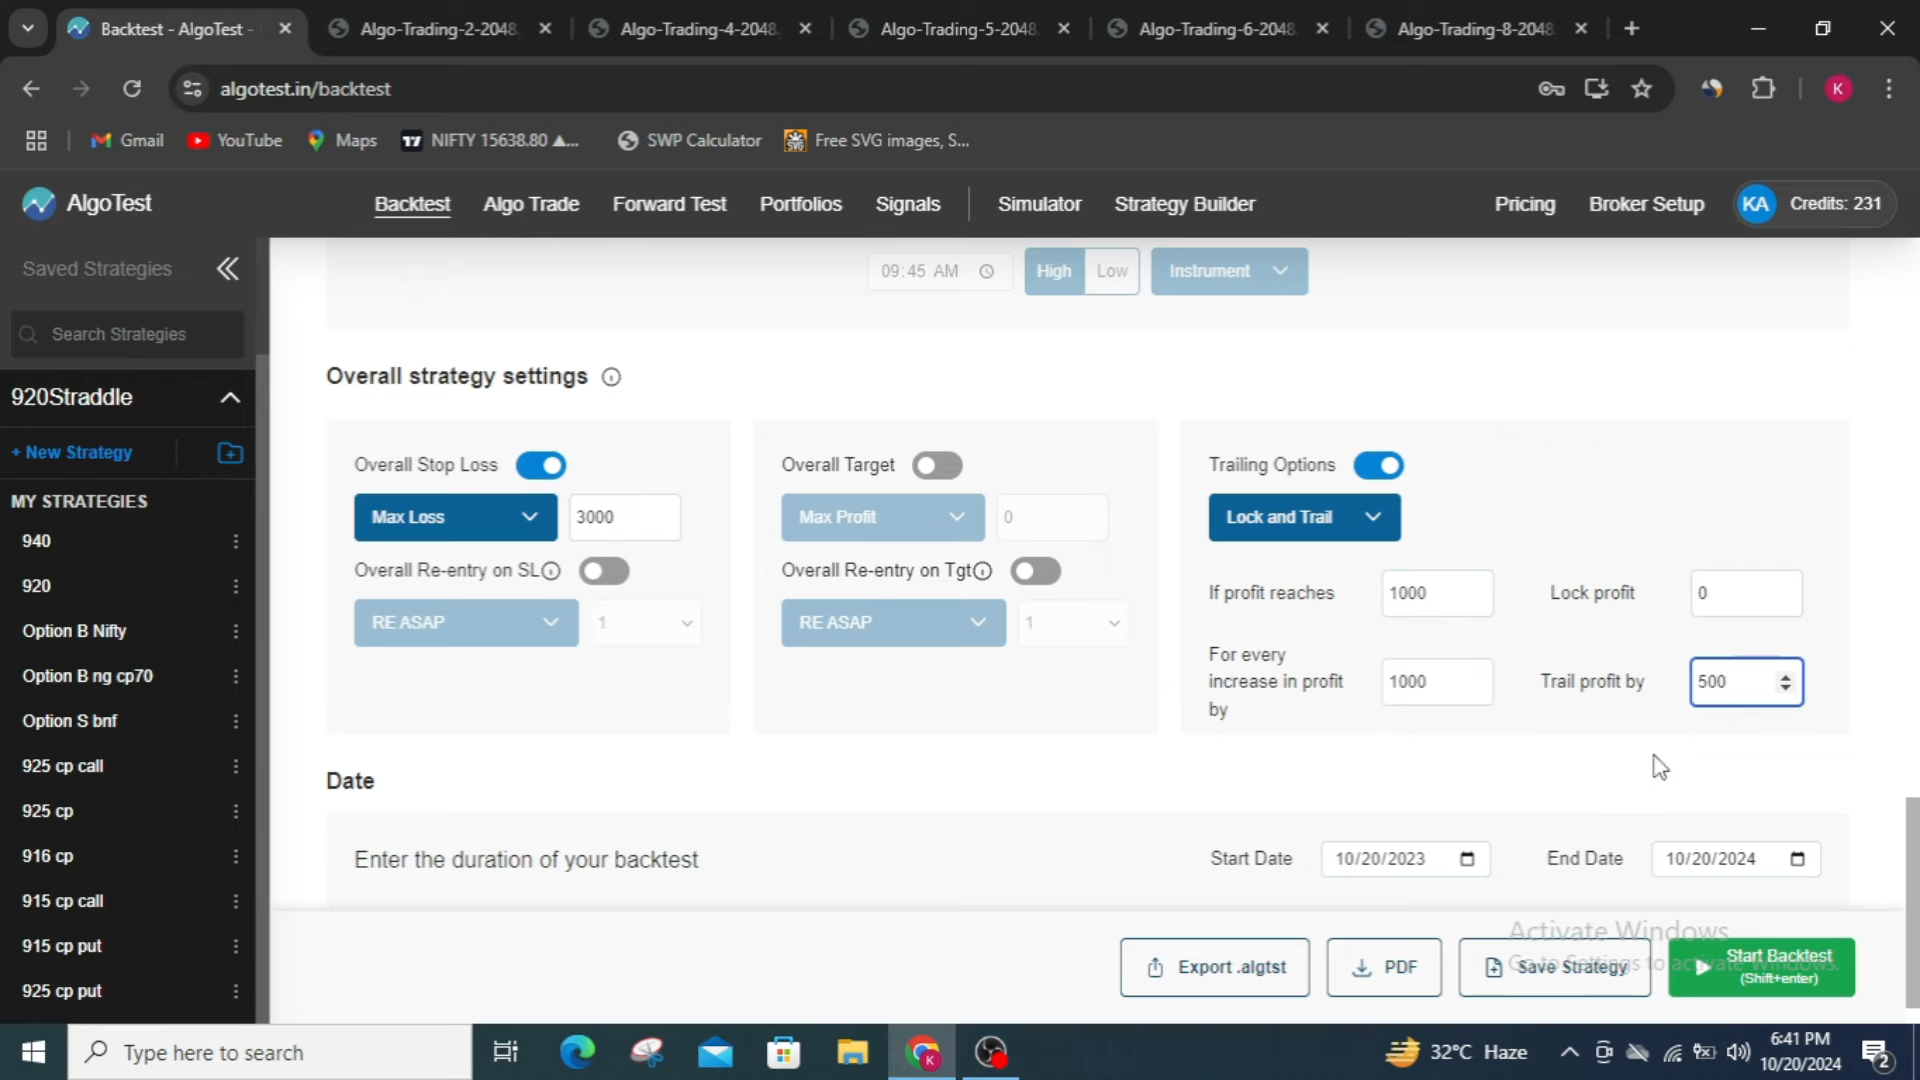 Backtest - AlgoTest -
Algo-Trading-2-2048
Algo-Trading-4-2048
Algo-Trading-5-2048
Algo-Trading-6-2048
Algo-Trading-8-2048
algotest.in/backtest
K
Gmail
YouTube
Maps
NIFTY 15638.80 ▲...
SWP Calculator
Free SVG images, S...
AlgoTest
Backtest
Algo Trade
Forward Test
Portfolios
Signals
Simulator
Strategy Builder
Pricing
Broker Setup
KA
Credits: 231
Saved Strategies
Search Strategies
920Straddle
+ New Strategy
MY STRATEGIES
940
920
Option B Nifty
Option B ng cp70
Option S bnf
925 cp call
925 cp
916 cp
915 cp call
915 cp put
925 cp put
09:45 AM
High
Low
Instrument
Overall strategy settings
Overall Stop Loss
Max Loss
3000
Overall Re-entry on SL
RE ASAP
1
Overall Target
Max Profit
0
Overall Re-entry on Tgt
RE ASAP
1
Trailing Options
Lock and Trail
If profit reaches
1000
Lock profit
0
For every
increase in profit
by
1000
Trail profit by
500
Date
Enter the duration of your backtest
Start Date
10/20/2023
End Date
10/20/2024
Export .algtst
PDF
Save Strategy
Start Backtest
(Shift+enter)
Activate Windows
Go to Settings to activate Windows.
Type here to search
K
32°C Haze
6:41 PM
10/20/2024
2